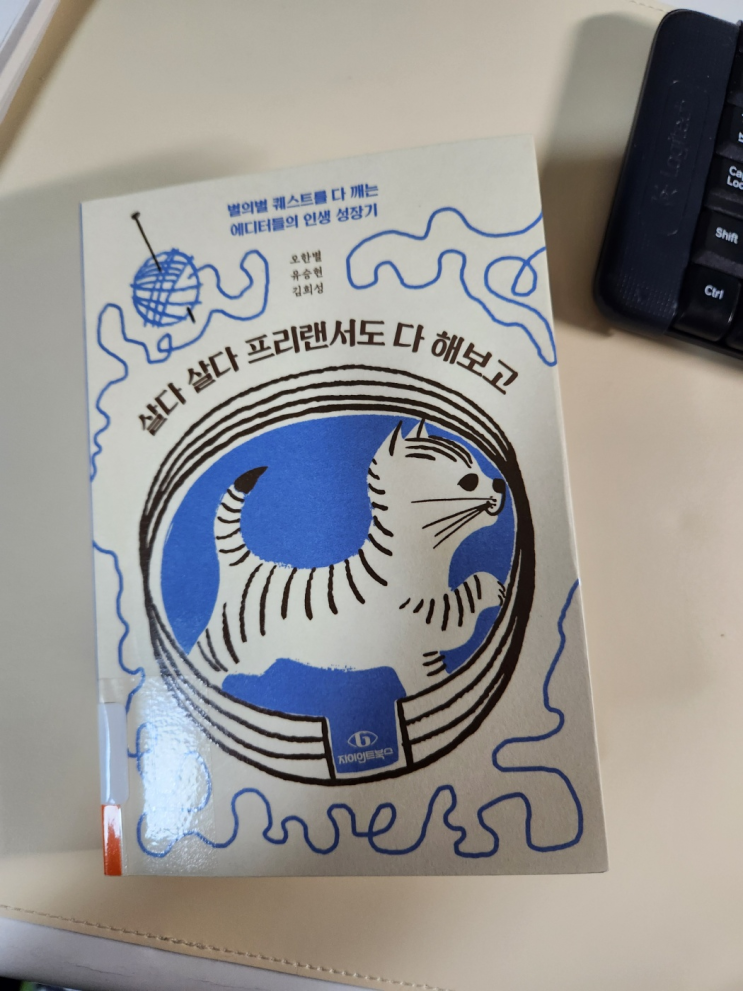 별의별 퀘스트를 다 깨는
에디터들의 인생 성장기
오한별
유승현
김희성
살다 살다 프리랜서도 다 해보고
자이언트북스
Logitech
Shift
Ctrl